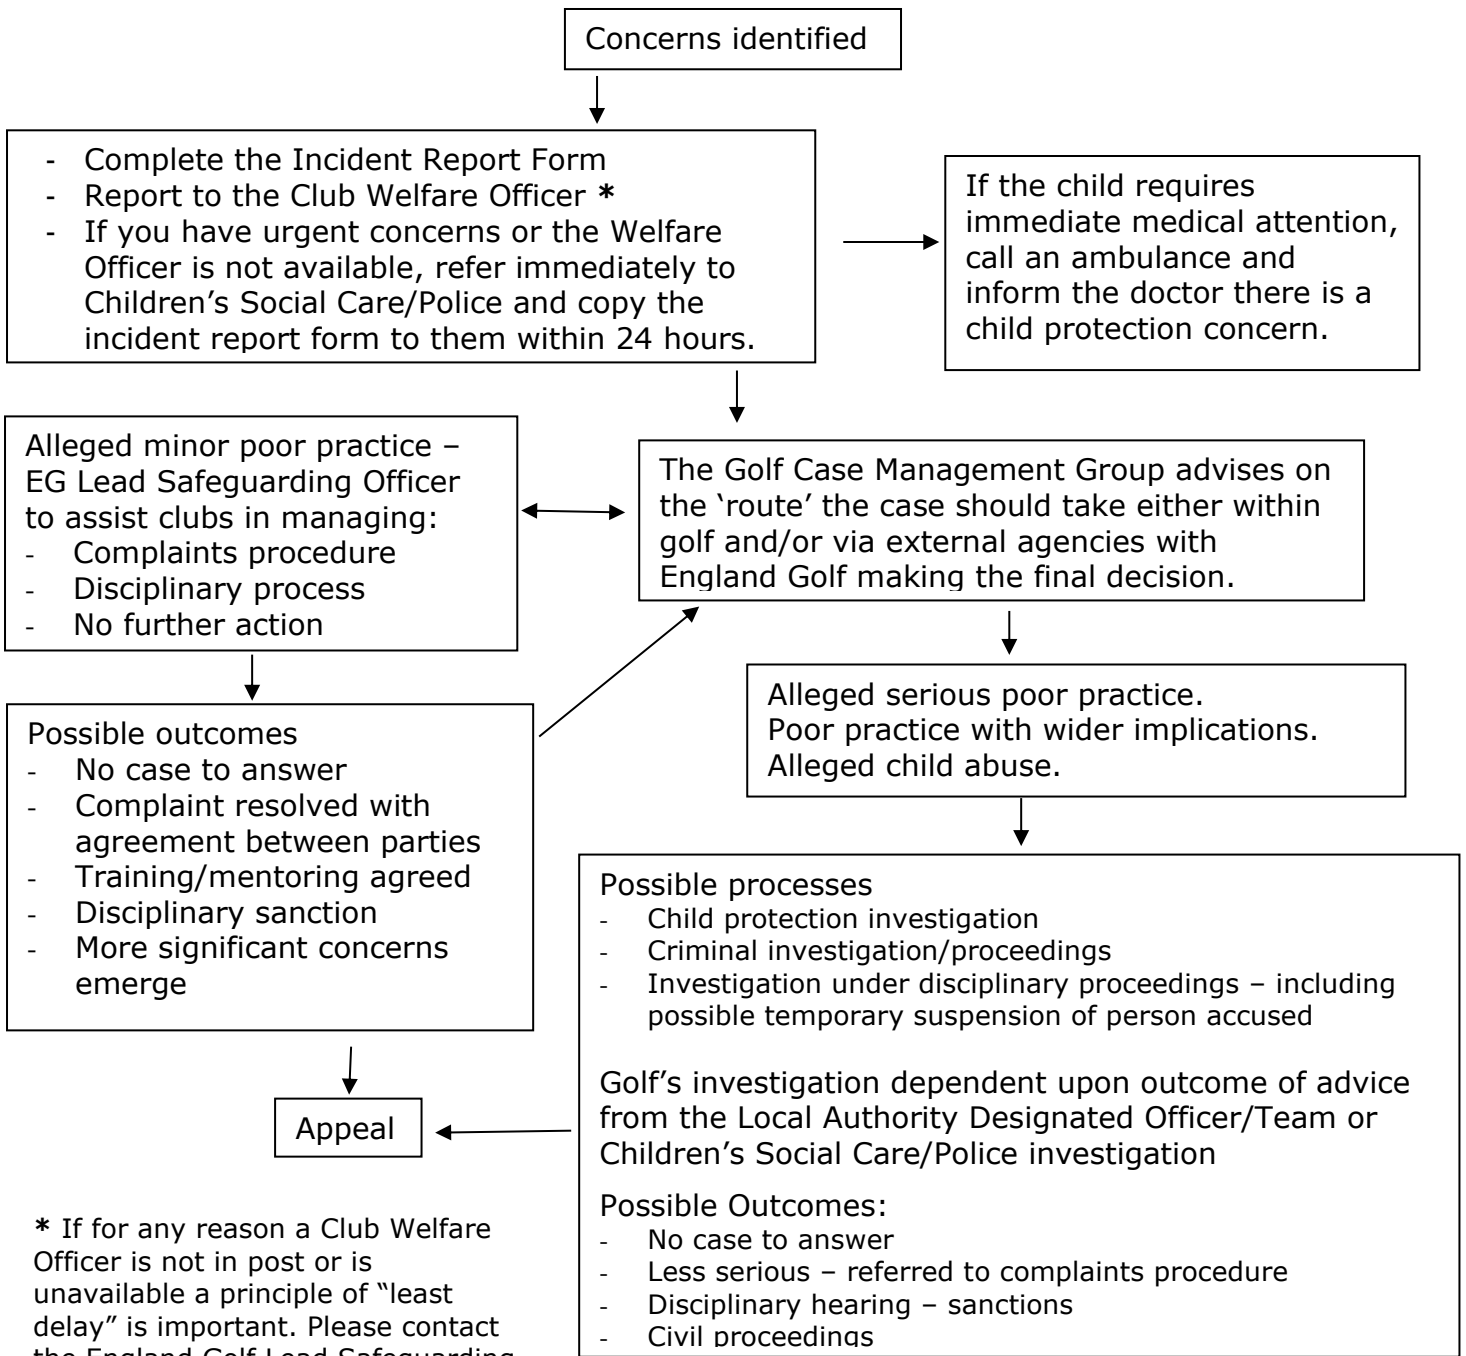 Concerns identified
- Complete the Incident Report Form
- Report to the Club Welfare Officer *
- If you have urgent concerns or the Welfare
Officer is not available, refer immediately to
Children’s Social Care/Police and copy the
incident report form to them within 24 hours.
If the child requires
immediate medical attention,
call an ambulance and
inform the doctor there is a
child protection concern.
Alleged minor poor practice –
EG Lead Safeguarding Officer
to assist clubs in managing:
- Complaints procedure
- Disciplinary process
- No further action
The Golf Case Management Group advises on
the ‘route’ the case should take either within
golf and/or via external agencies with
England Golf making the final decision.
Alleged serious poor practice.
Poor practice with wider implications.
Alleged child abuse.
Possible outcomes
- No case to answer
- Complaint resolved with
agreement between parties
- Training/mentoring agreed
- Disciplinary sanction
- More significant concerns
emerge
Possible processes
- Child protection investigation
- Criminal investigation/proceedings
- Investigation under disciplinary proceedings – including
possible temporary suspension of person accused
Golf’s investigation dependent upon outcome of advice
from the Local Authority Designated Officer/Team or
Children’s Social Care/Police investigation
Possible Outcomes:
- No case to answer
- Less serious – referred to complaints procedure
- Disciplinary hearing – sanctions
- Civil proceedings
Appeal
* If for any reason a Club Welfare
Officer is not in post or is
unavailable a principle of “least
delay” is important. Please contact
the England Golf Lead Safeguarding